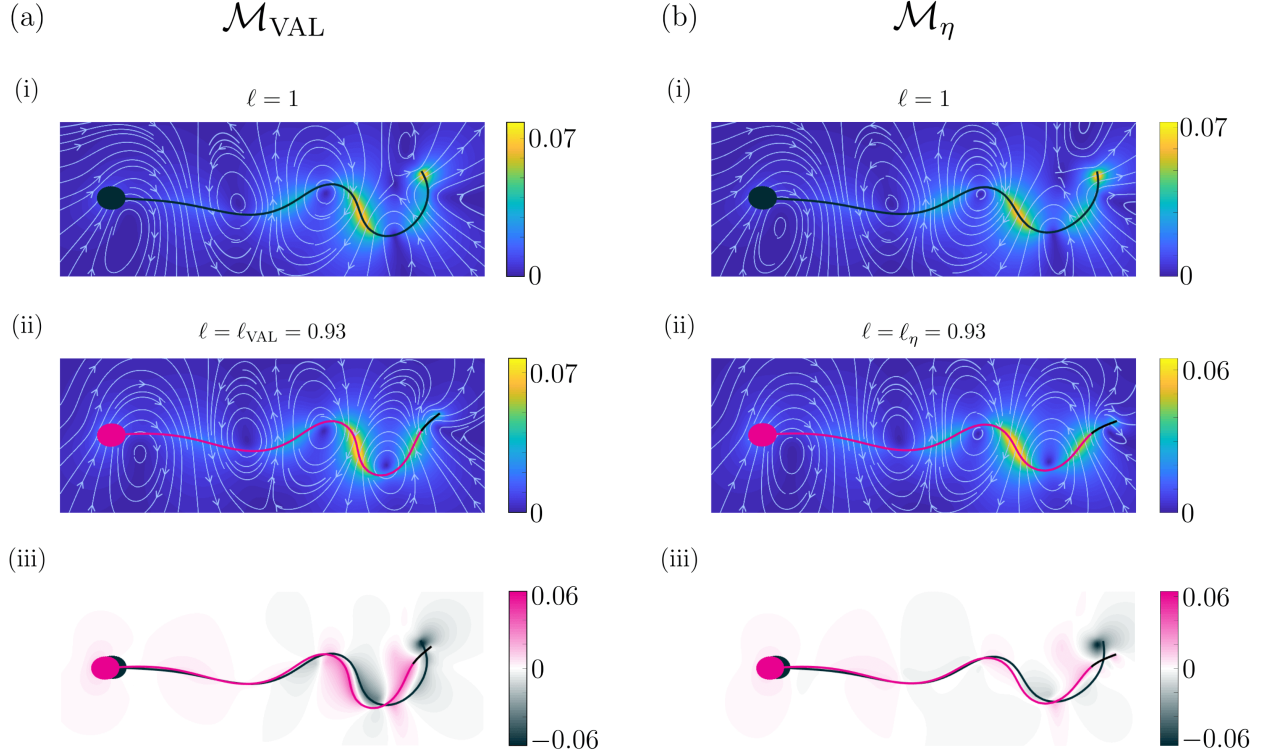 (a) ℳ_VAL
(i)
ℓ = 1
0.07
0
(ii)
ℓ = ℓ_VAL = 0.93
0.07
0
(iii)
0.06
0
−0.06
(b) ℳ_η
(i)
ℓ = 1
0.07
0
(ii)
ℓ = ℓ_η = 0.93
0.06
0
(iii)
0.06
0
−0.06